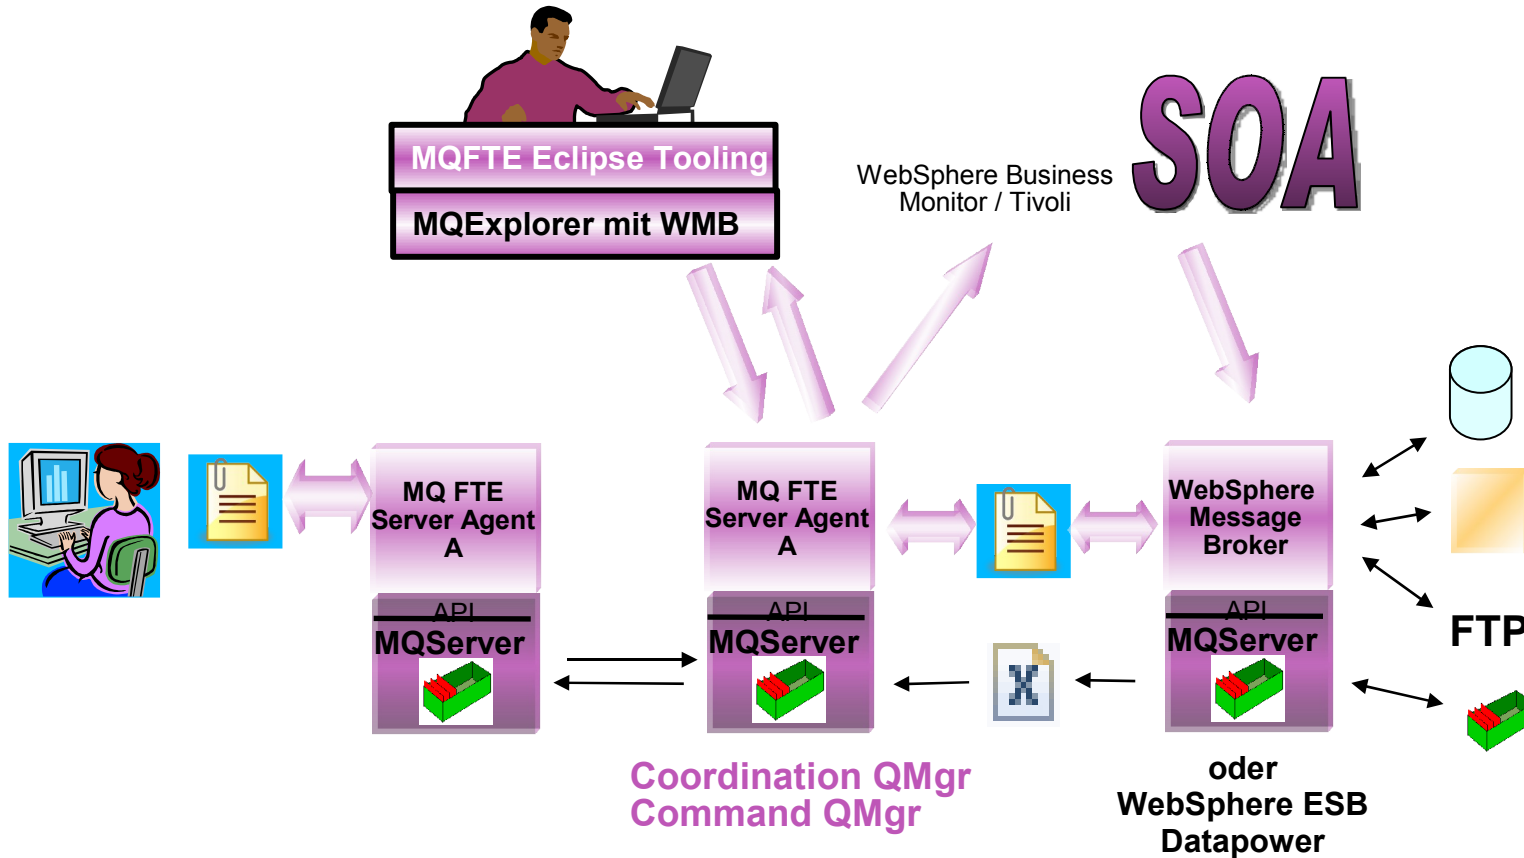 MQFTE Eclipse Tooling
MQExplorer mit WMB
WebSphere Business
Monitor / Tivoli
SOA
MQ FTE
Server Agent
A
API
MQServer
MQ FTE
Server Agent
A
API
MQServer
WebSphere
Message
Broker
API
MQServer
X
FTP
Coordination QMgr
Command QMgr
oder
WebSphere ESB
Datapower